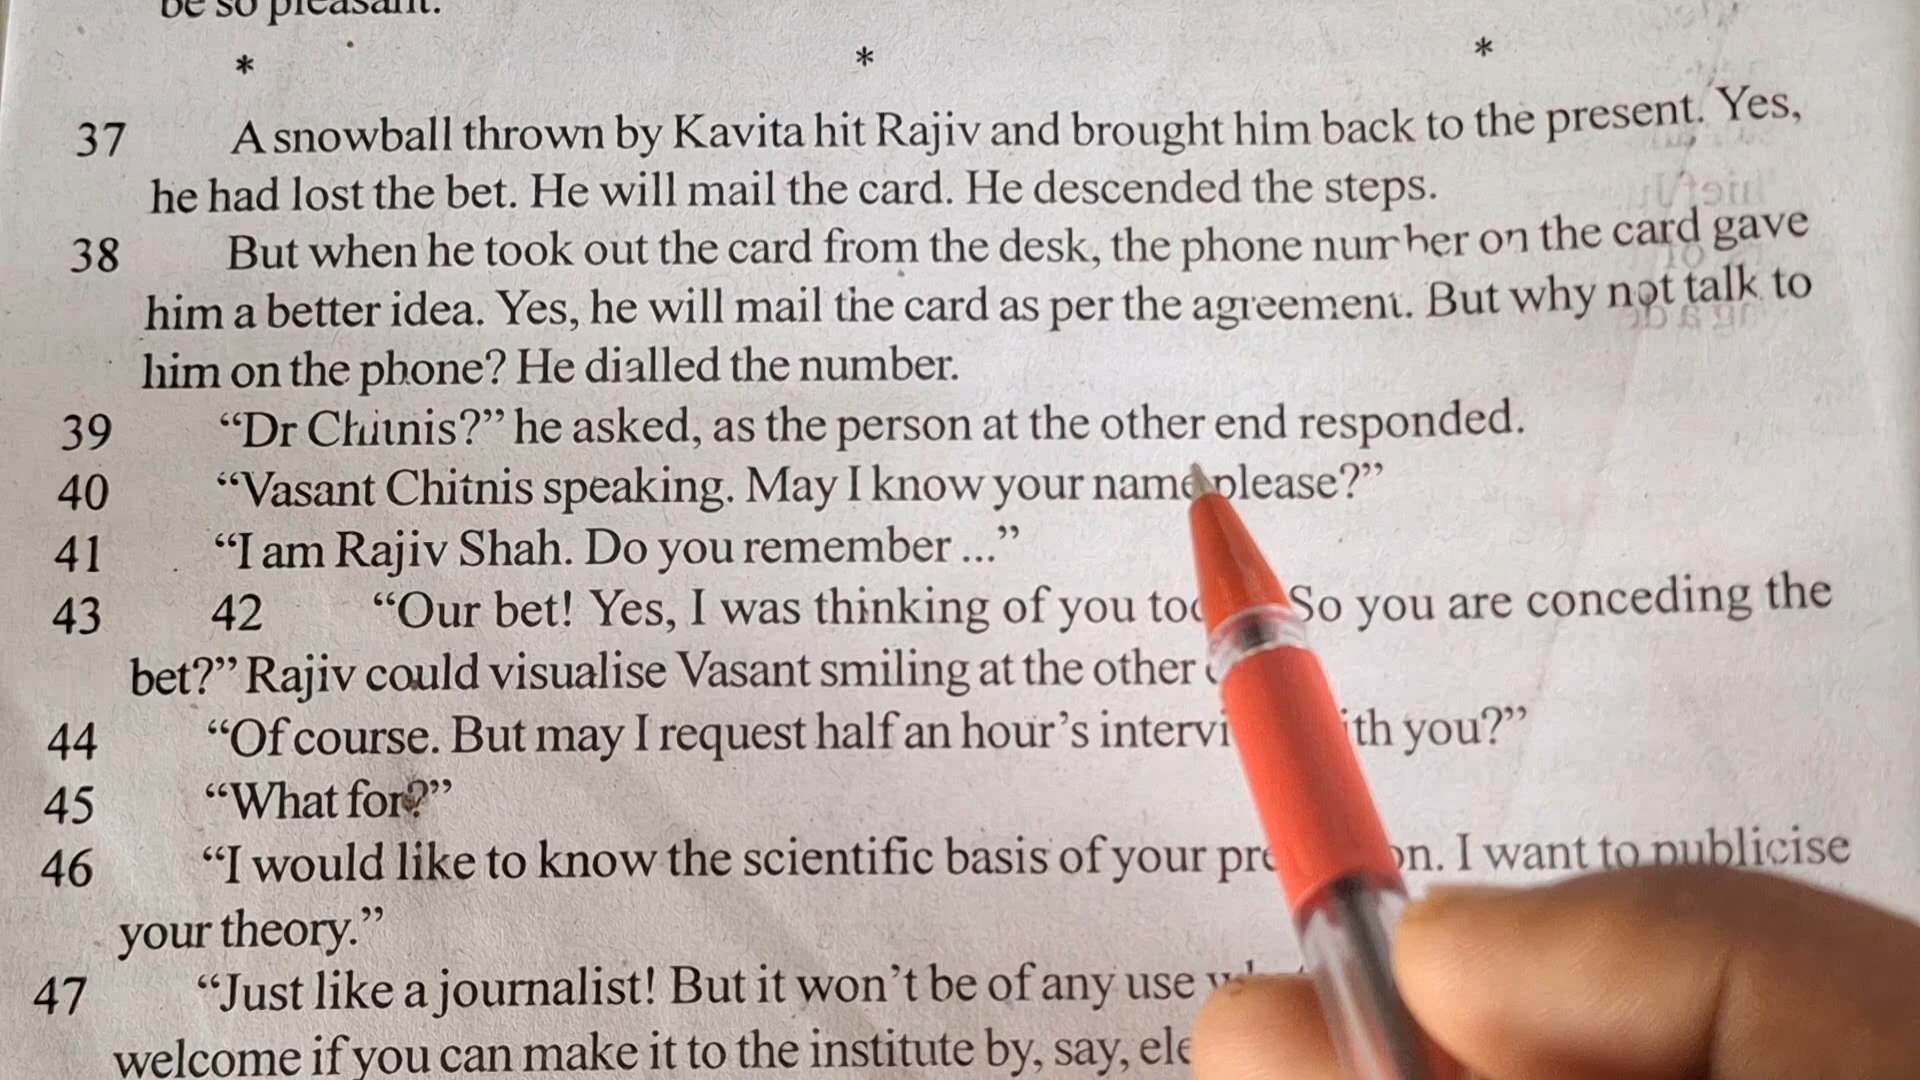 be so pleasant.
* * *
37 A snowball thrown by Kavita hit Rajiv and brought him back to the present. Yes,
he had lost the bet. He will mail the card. He descended the steps.
38 But when he took out the card from the desk, the phone number on the card gave
him a better idea. Yes, he will mail the card as per the agreement. But why not talk to
him on the phone? He dialled the number.
39 “Dr Chitnis?” he asked, as the person at the other end responded.
40 “Vasant Chitnis speaking. May I know your name please?”
41 “I am Rajiv Shah. Do you remember ...”
43 42 “Our bet! Yes, I was thinking of you So you are conceding the
bet?” Rajiv could visualise Vasant smiling at the other
44 “Of course. But may I request half an hour’s with you?”
45 “What for?”
46 “I would like to know the scientific basis of your I want to publicise
your theory.”
47 “Just like a journalist! But it won’t be of any use
welcome if you can make it to the institute by, say,